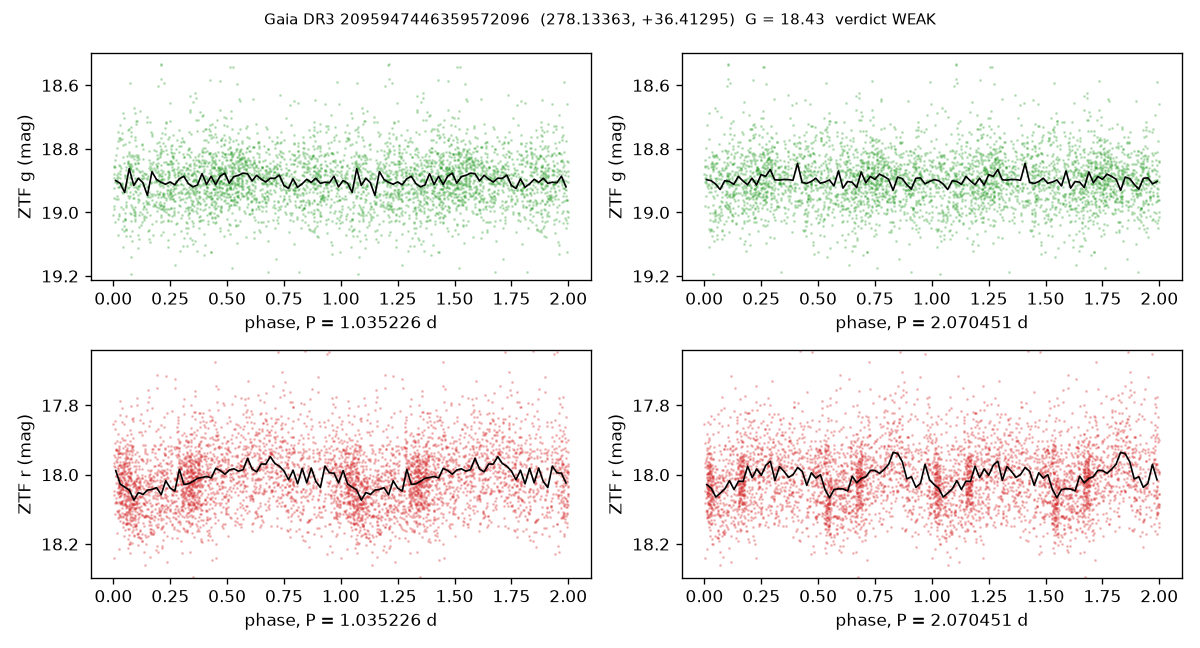 Gaia DR3 2095947446359572096  (278.13363, +36.41295)  G = 18.43  verdict WEAK
ZTF g (mag)
18.6
18.8
19.0
19.2
0.00 0.25 0.50 0.75 1.00 1.25 1.50 1.75 2.00
phase, P = 1.035226 d
ZTF g (mag)
18.6
18.8
19.0
19.2
0.00 0.25 0.50 0.75 1.00 1.25 1.50 1.75 2.00
phase, P = 2.070451 d
ZTF r (mag)
17.8
18.0
18.2
0.00 0.25 0.50 0.75 1.00 1.25 1.50 1.75 2.00
phase, P = 1.035226 d
ZTF r (mag)
17.8
18.0
18.2
0.00 0.25 0.50 0.75 1.00 1.25 1.50 1.75 2.00
phase, P = 2.070451 d